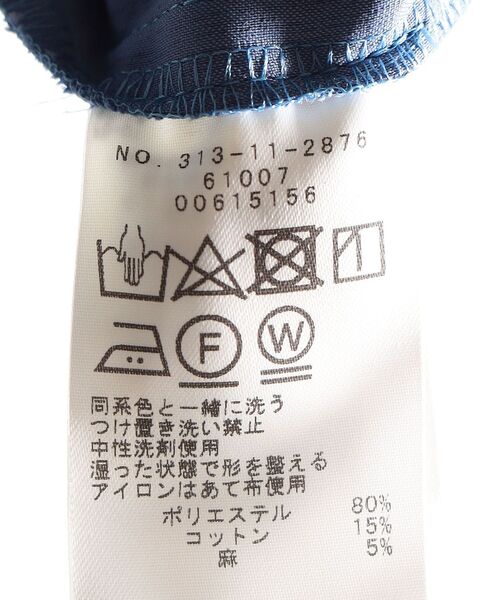 NO. 313-11-2876
61007
00615156
F W
同系色と一緒に洗う
つけ置き洗い禁止
中性洗剤使用
湿った状態で形を整える
アイロンはあて布使用
ポリエステル 80%
コットン 15%
麻 5%